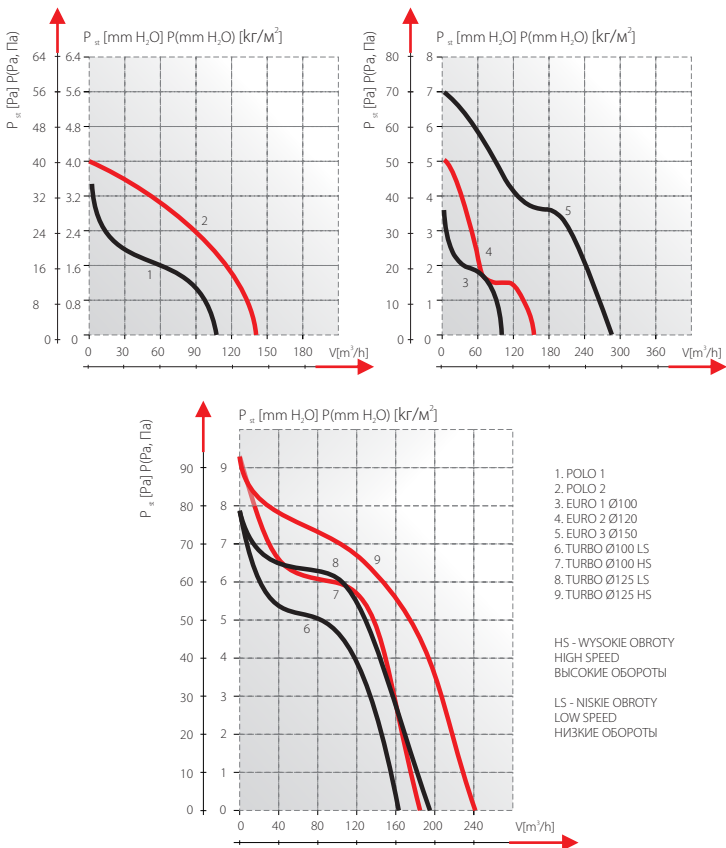 P st [mm H₂O] P(mm H₂O) [кг/м²]
P st [Pa] P(Pa, Па)
64 6.4
56 5.6
48 4.8
40 4.0
32 3.2
24 2.4
16 1.6
8 0.8
0 0
1
2
0 30 60 90 120 150 180 V[m³/h]
P st [mm H₂O] P(mm H₂O) [кг/м²]
P st [Pa] P(Pa, Па)
80 8
70 7
60 6
50 5
40 4
30 3
20 2
10 1
0 0
5
4
3
0 60 120 180 240 300 360 V[m³/h]
P st [mm H₂O] P(mm H₂O) [кг/м²]
P st [Pa] P(Pa, Па)
90 9
80 8
70 7
60 6
50 5
40 4
30 3
20 2
10 1
0 0
9
8
7
6
0 40 80 120 160 200 240 V[m³/h]
1. POLO 1
2. POLO 2
3. EURO 1 Ø100
4. EURO 2 Ø120
5. EURO 3 Ø150
6. TURBO Ø100 LS
7. TURBO Ø100 HS
8. TURBO Ø125 LS
9. TURBO Ø125 HS
HS - WYSOKIE OBROTY
HIGH SPEED
ВЫСОКИЕ ОБОРОТЫ
LS - NISKIE OBROTY
LOW SPEED
НИЗКИЕ ОБОРОТЫ